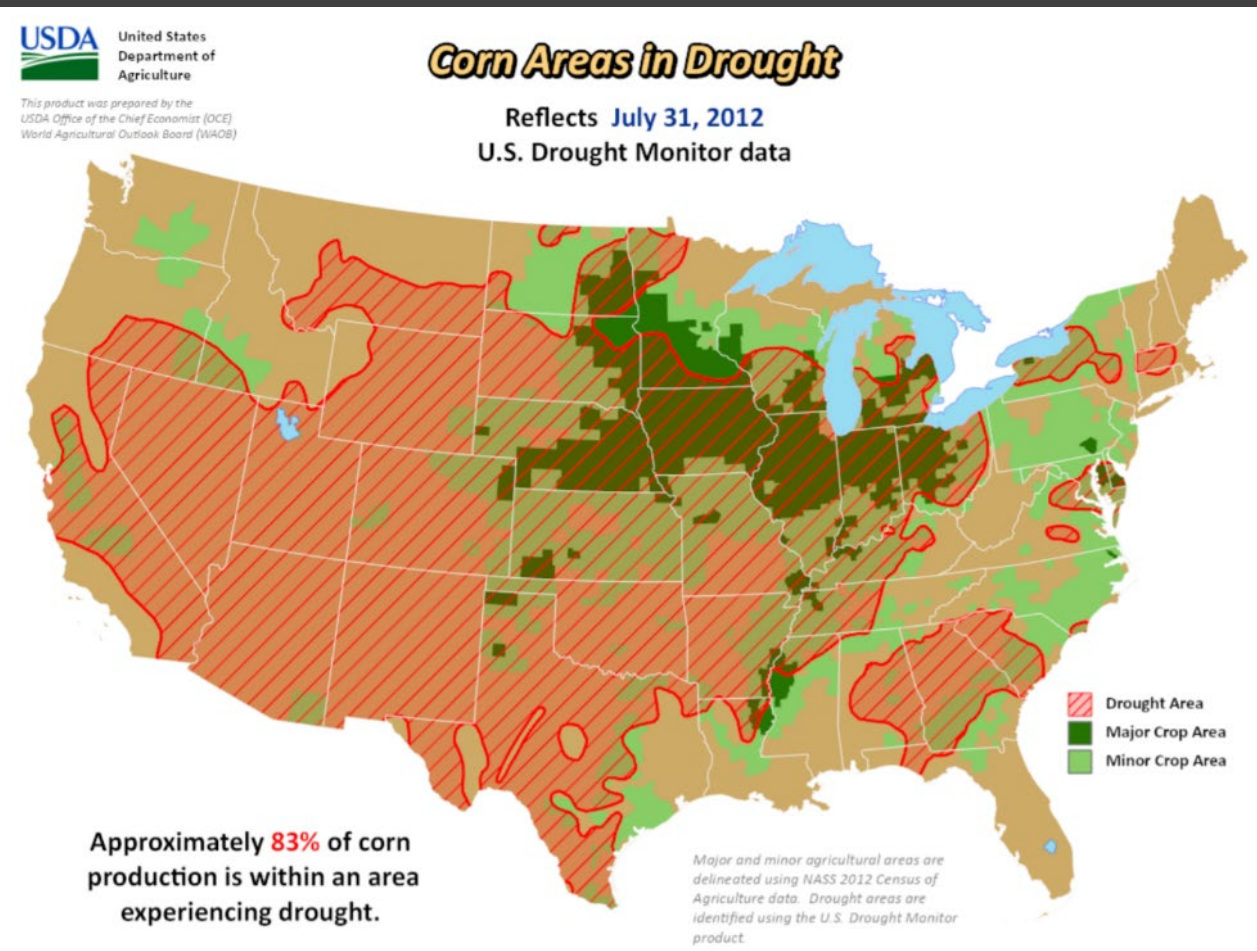 USDA
United States
Department of
Agriculture
This product was prepared by the
USDA Office of the Chief Economist (OCE)
World Agricultural Outlook Board (WAOB)
Corn Areas in Drought
Reflects July 31, 2012
U.S. Drought Monitor data
Drought Area
Major Crop Area
Minor Crop Area
Approximately 83% of corn
production is within an area
experiencing drought.
Major and minor agricultural areas are
delineated using NASS 2012 Census of
Agriculture data. Drought areas are
identified using the U.S. Drought Monitor
product.